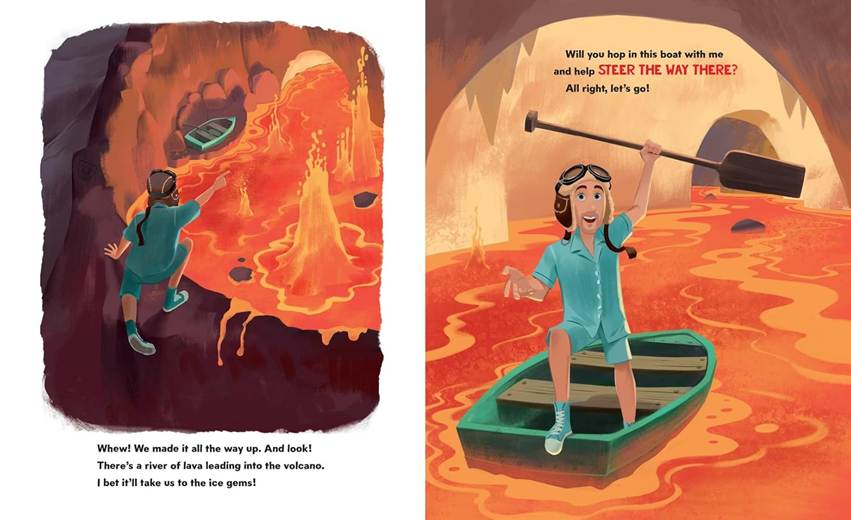 Whew! We made it all the way up. And look!
There's a river of lava leading into the volcano.
I bet it'll take us to the ice gems!
Will you hop in this boat with me
and help STEER THE WAY THERE?
All right, let's go!